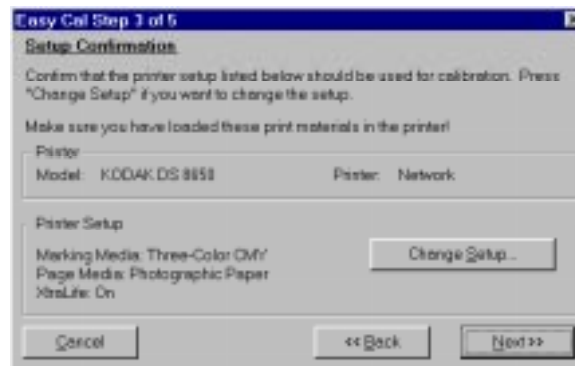 Easy Cal Step 3 of 5
Setup Confirmation
Confirm that the printer setup listed below should be used for calibration. Press
"Change Setup" if you want to change the setup.
Make sure you have loaded these print materials in the printer!
Printer
Model: KODAK DS 8650 Printer: Network
Printer Setup
Marking Media: Three-Color CMY
Page Media: Photographic Paper
XtraLife: On
Change Setup...
Cancel
<< Back
Next >>